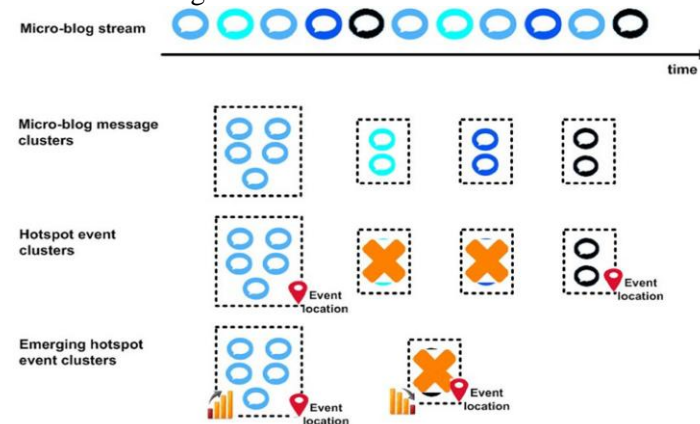 Micro-blog stream
time
Micro-blog message
clusters
Hotspot event
clusters
Event
location
Event
location
Emerging hotspot
event clusters
Event
location
Event
location